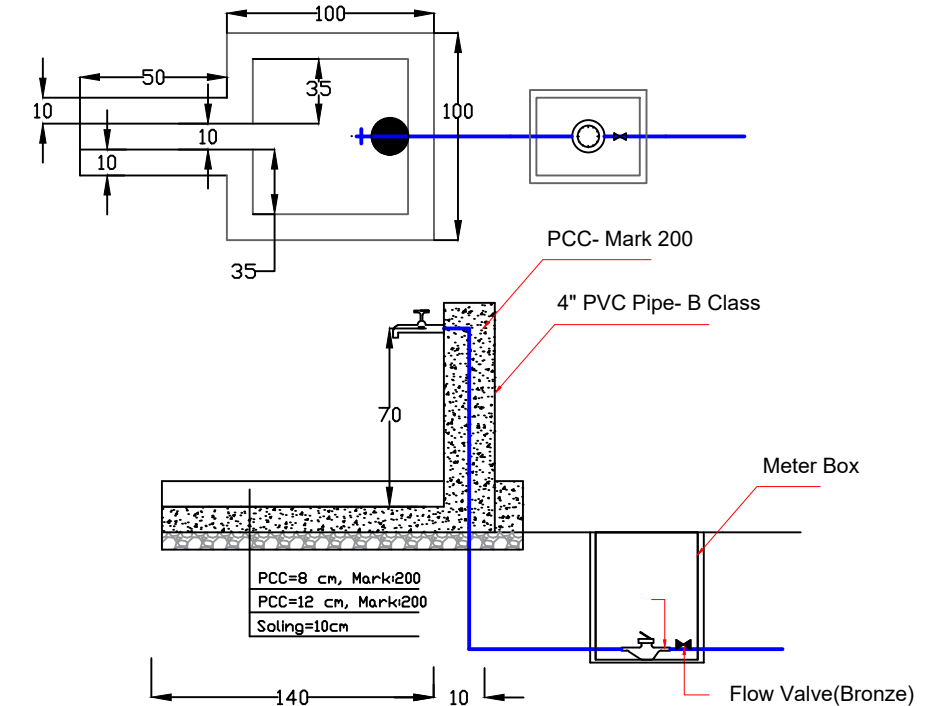 100
50
35
10
100
10
10
35
PCC- Mark 200
4" PVC Pipe- B Class
70
Meter Box
PCC=8 cm, Mark:200
PCC=12 cm, Mark:200
Soling=10cm
140
10
Flow Valve(Bronze)